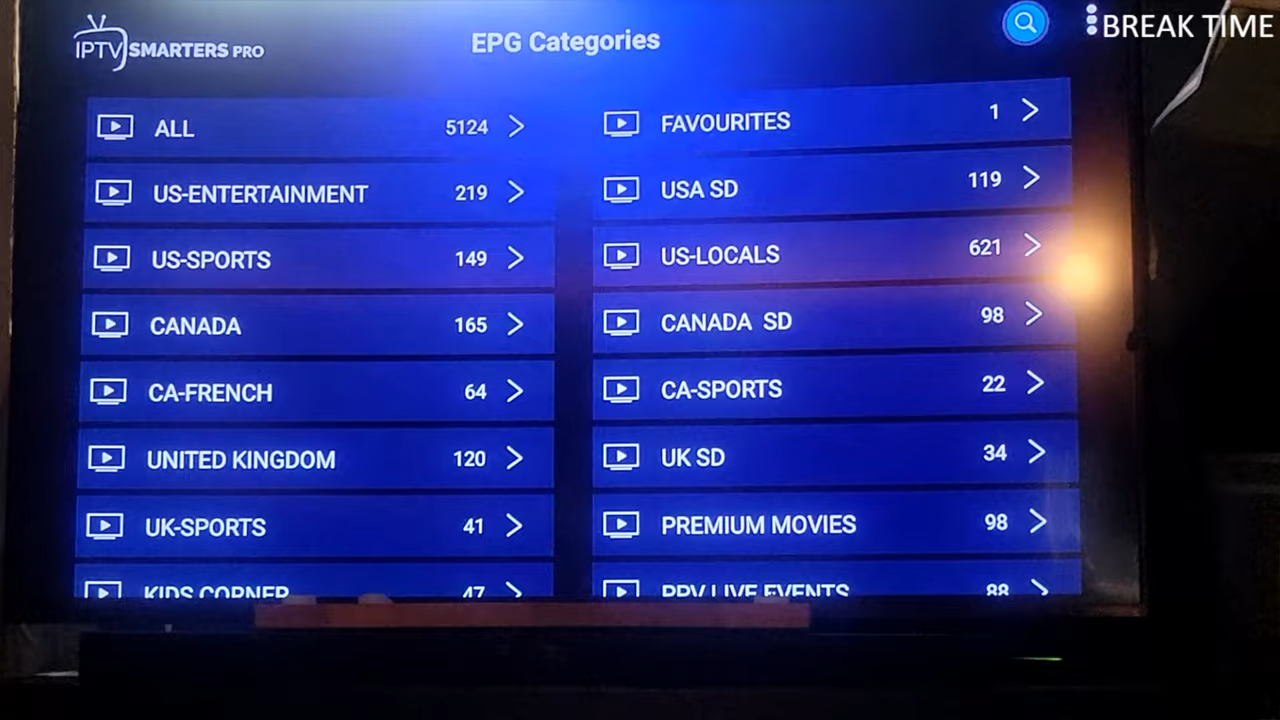 IPTV SMARTERS PRO
EPG Categories
BREAK TIME
ALL 5124
FAVOURITES 1
US-ENTERTAINMENT 219
USA SD 119
US-SPORTS 149
US-LOCALS 621
CANADA 165
CANADA SD 98
CA-FRENCH 64
CA-SPORTS 22
UNITED KINGDOM 120
UK SD 34
UK-SPORTS 41
PREMIUM MOVIES 98
KIDS CORNER 47
PPV LIVE EVENTS 88